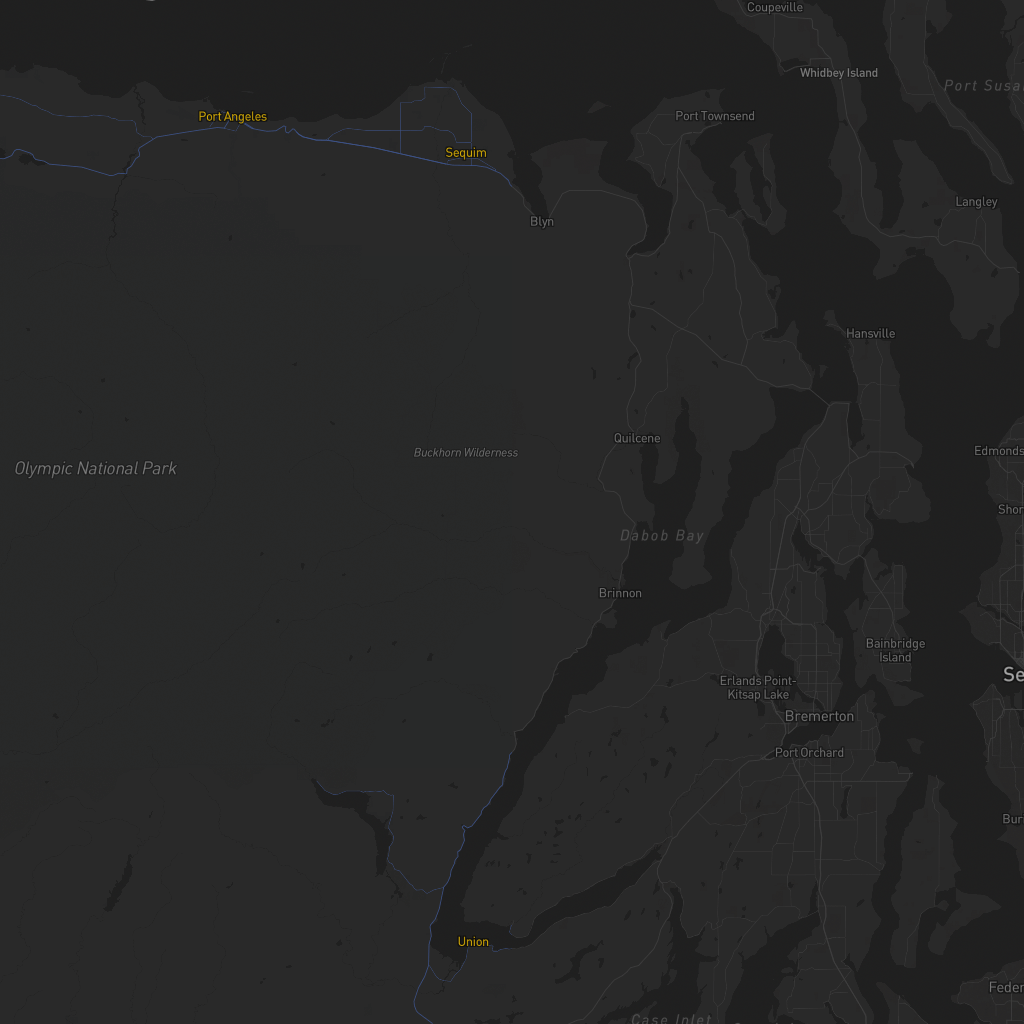 Coupeville
Whidbey Island
Port Susa
Port Angeles
Port Townsend
Sequim
Langley
Blyn
Hansville
Quilcene
Buckhorn Wilderness
Edmonds
Olympic National Park
Shor
Dabob Bay
Brinnon
Bainbridge
Island
Se
Erlands Point-
Kitsap Lake
Bremerton
Port Orchard
Bur
Union
Feder
Case Inlet